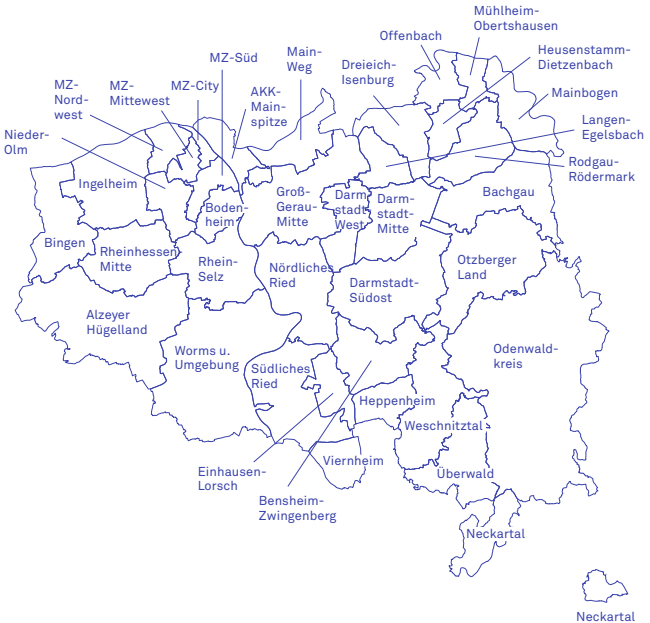 Mühlheim-
Obertshausen
Offenbach
Main-
Weg
Heusenstamm-
Dietzenbach
MZ-Süd
Dreieich-
Isenburg
MZ-
Nord-
west
MZ-
Mittewest
MZ-City
AKK-
Main-
spitze
Mainbogen
Langen-
Egelsbach
Nieder-
Olm
Rodgau-
Rödermark
Ingelheim
Groß-
Gerau-
Mitte
Darm
stadt
West
Darm-
stadt-
Mitte
Bachgau
Boden-
heim
Bingen
Rheinhessen
Mitte
Rhein-
Selz
Nördliches
Ried
Otzberger
Land
Darmstadt-
Südost
Alzeyer
Hügelland
Worms u.
Umgebung
Odenwald-
kreis
Südliches
Ried
Heppenheim
Weschnitztal
Viernheim
Einhausen-
Lorsch
Überwald
Bensheim-
Zwingenberg
Neckartal
Neckartal